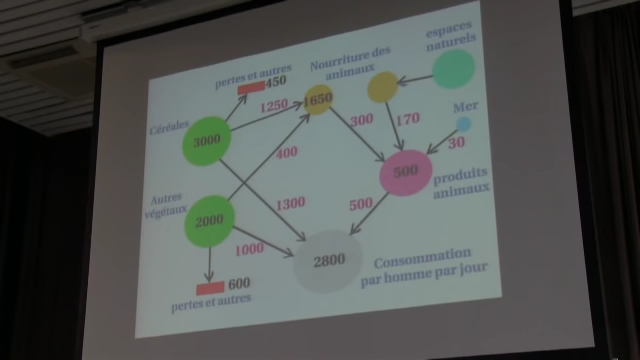 espaces
naturels
Nourriture des
animaux
pertes et autres
450
1250
1650
Mer
Céréales
3000
300
170
30
400
500
produits
animaux
Autres
végétaux
1300
500
2000
1000
2800
Consommation
par homme par jour
600
pertes et autres